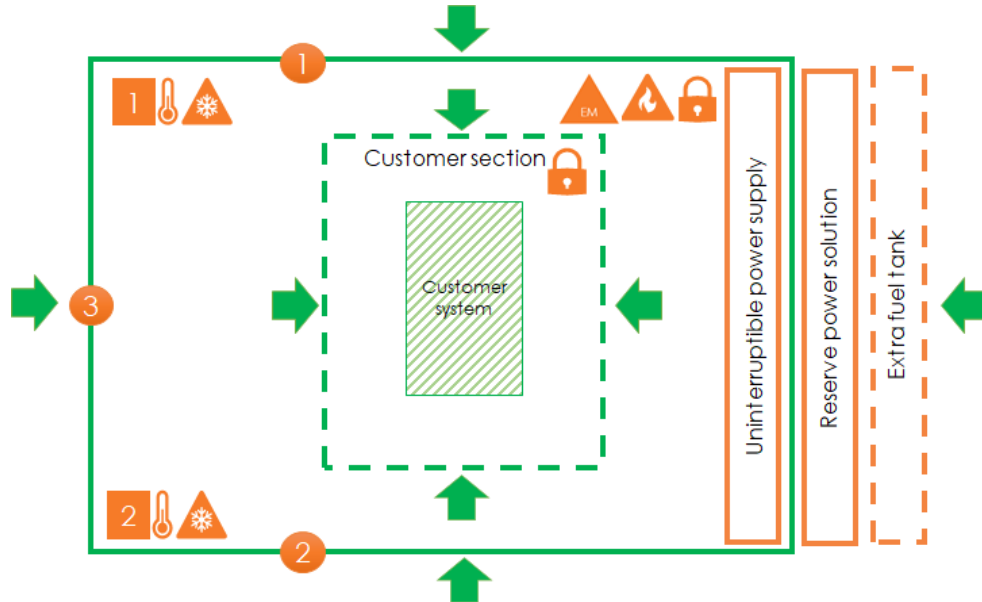 1
1
EM
Customer section
Customer
system
3
Uninterruptible power supply
Reserve power solution
Extra fuel tank
2
2